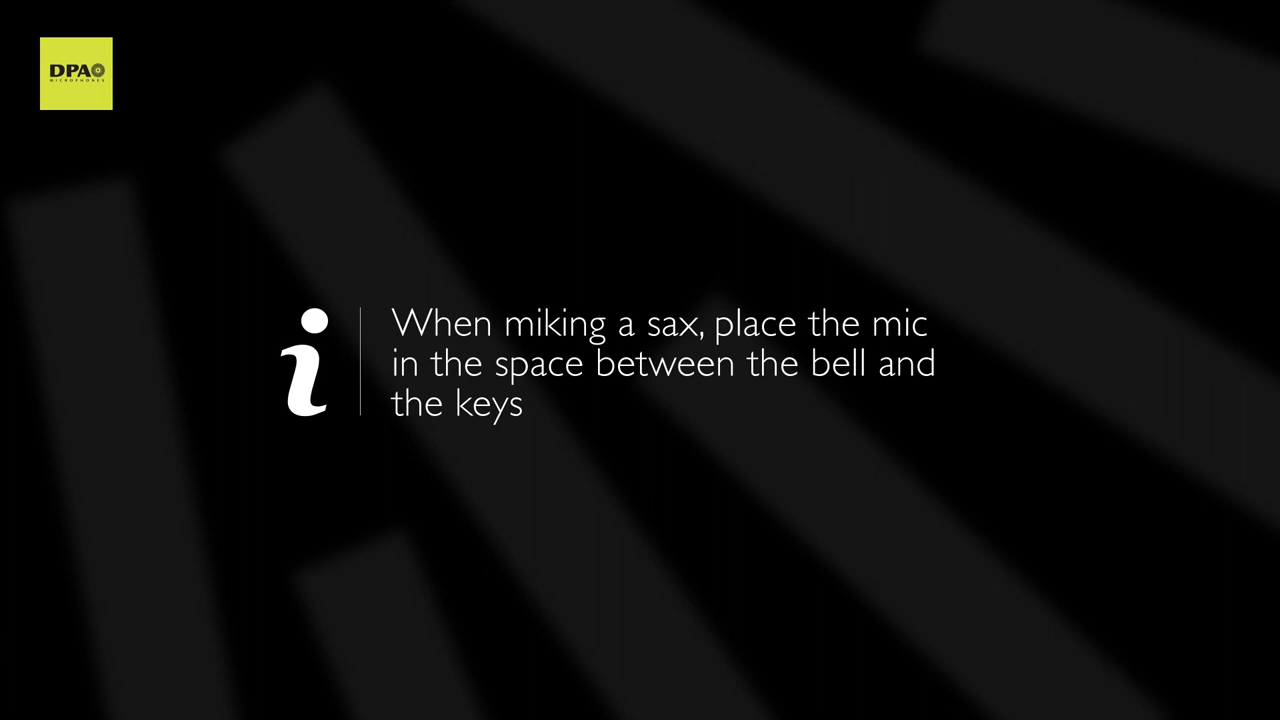 DPA
MICROPHONES
i
When miking a sax, place the mic
in the space between the bell and
the keys